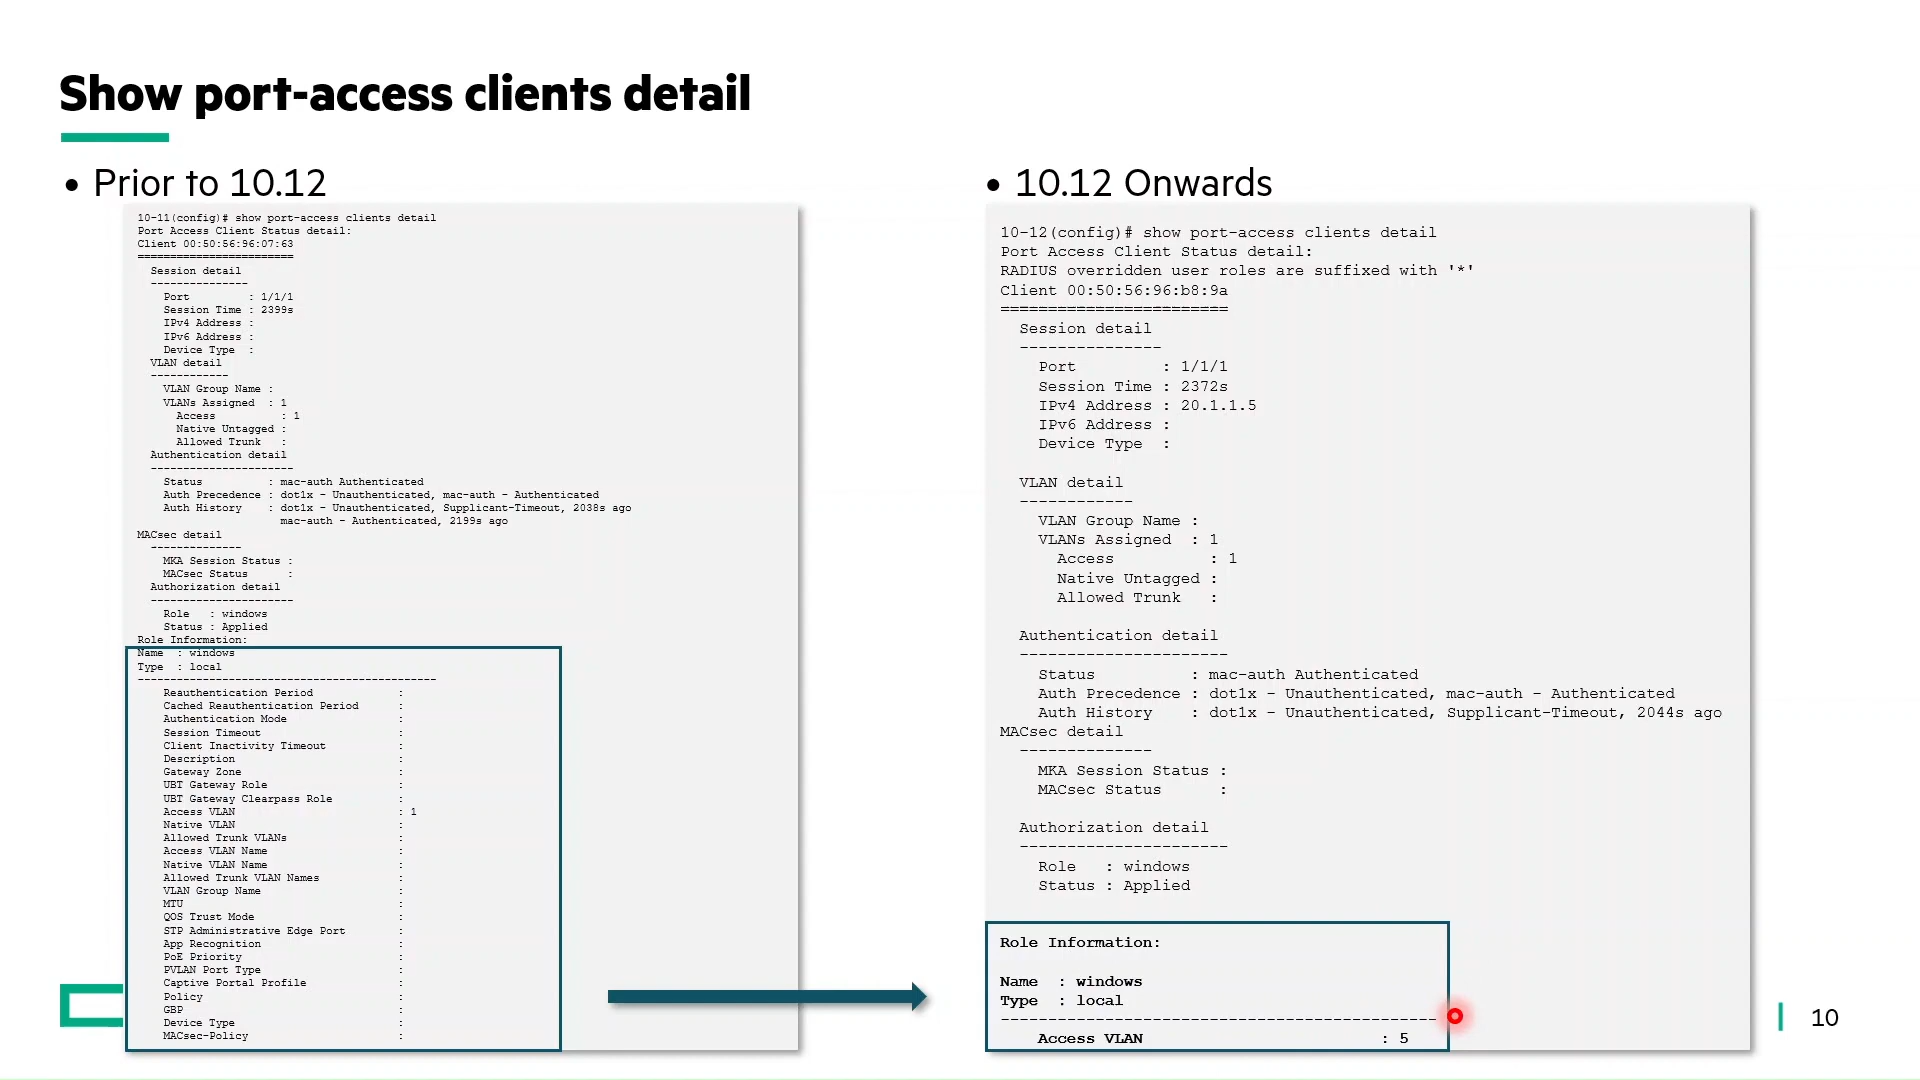 Show port-access clients detail
• Prior to 10.12
10-11(config)# show port-access clients detail
Port Access Client Status detail:
Client 00:50:56:96:07:63
========================
  Session detail
  ---------------
    Port         : 1/1/1
    Session Time : 2399s
    IPv4 Address :
    IPv6 Address :
    Device Type  :
  VLAN detail
  ------------
    VLAN Group Name :
    VLANs Assigned  : 1
      Access          : 1
      Native Untagged :
      Allowed Trunk   :
  Authentication detail
  ----------------------
    Status          : mac-auth Authenticated
    Auth Precedence : dot1x - Unauthenticated, mac-auth - Authenticated
    Auth History    : dot1x - Unauthenticated, Supplicant-Timeout, 2038s ago
                      mac-auth - Authenticated, 2199s ago
MACsec detail
  --------------
    MKA Session Status :
    MACsec Status      :
  Authorization detail
  ----------------------
    Role   : windows
    Status : Applied
Role Information:
Name  : windows
Type  : local
----------------------------------------------
    Reauthentication Period             :
    Cached Reauthentication Period      :
    Authentication Mode                 :
    Session Timeout                     :
    Client Inactivity Timeout           :
    Description                         :
    Gateway Zone                        :
    UBT Gateway Role                    :
    UBT Gateway Clearpass Role          :
    Access VLAN                         : 1
    Native VLAN                         :
    Allowed Trunk VLANs                 :
    Access VLAN Name                    :
    Native VLAN Name                    :
    Allowed Trunk VLAN Names            :
    VLAN Group Name                     :
    MTU                                 :
    QOS Trust Mode                      :
    STP Administrative Edge Port        :
    App Recognition                     :
    PoE Priority                        :
    PVLAN Port Type                     :
    Captive Portal Profile              :
    Policy                              :
    GBP                                 :
    Device Type                         :
    MACsec-Policy                       :
• 10.12 Onwards
10-12(config)# show port-access clients detail
Port Access Client Status detail:
RADIUS overridden user roles are suffixed with '*'
Client 00:50:56:96:b8:9a
========================
  Session detail
  ---------------
    Port         : 1/1/1
    Session Time : 2372s
    IPv4 Address : 20.1.1.5
    IPv6 Address :
    Device Type  :
  VLAN detail
  ------------
    VLAN Group Name :
    VLANs Assigned  : 1
      Access          : 1
      Native Untagged :
      Allowed Trunk   :
  Authentication detail
  ----------------------
    Status          : mac-auth Authenticated
    Auth Precedence : dot1x - Unauthenticated, mac-auth - Authenticated
    Auth History    : dot1x - Unauthenticated, Supplicant-Timeout, 2044s ago
MACsec detail
  --------------
    MKA Session Status :
    MACsec Status      :
  Authorization detail
  ----------------------
    Role   : windows
    Status : Applied
Role Information:
Name  : windows
Type  : local
----------------------------------------------
    Access VLAN                         : 5
10